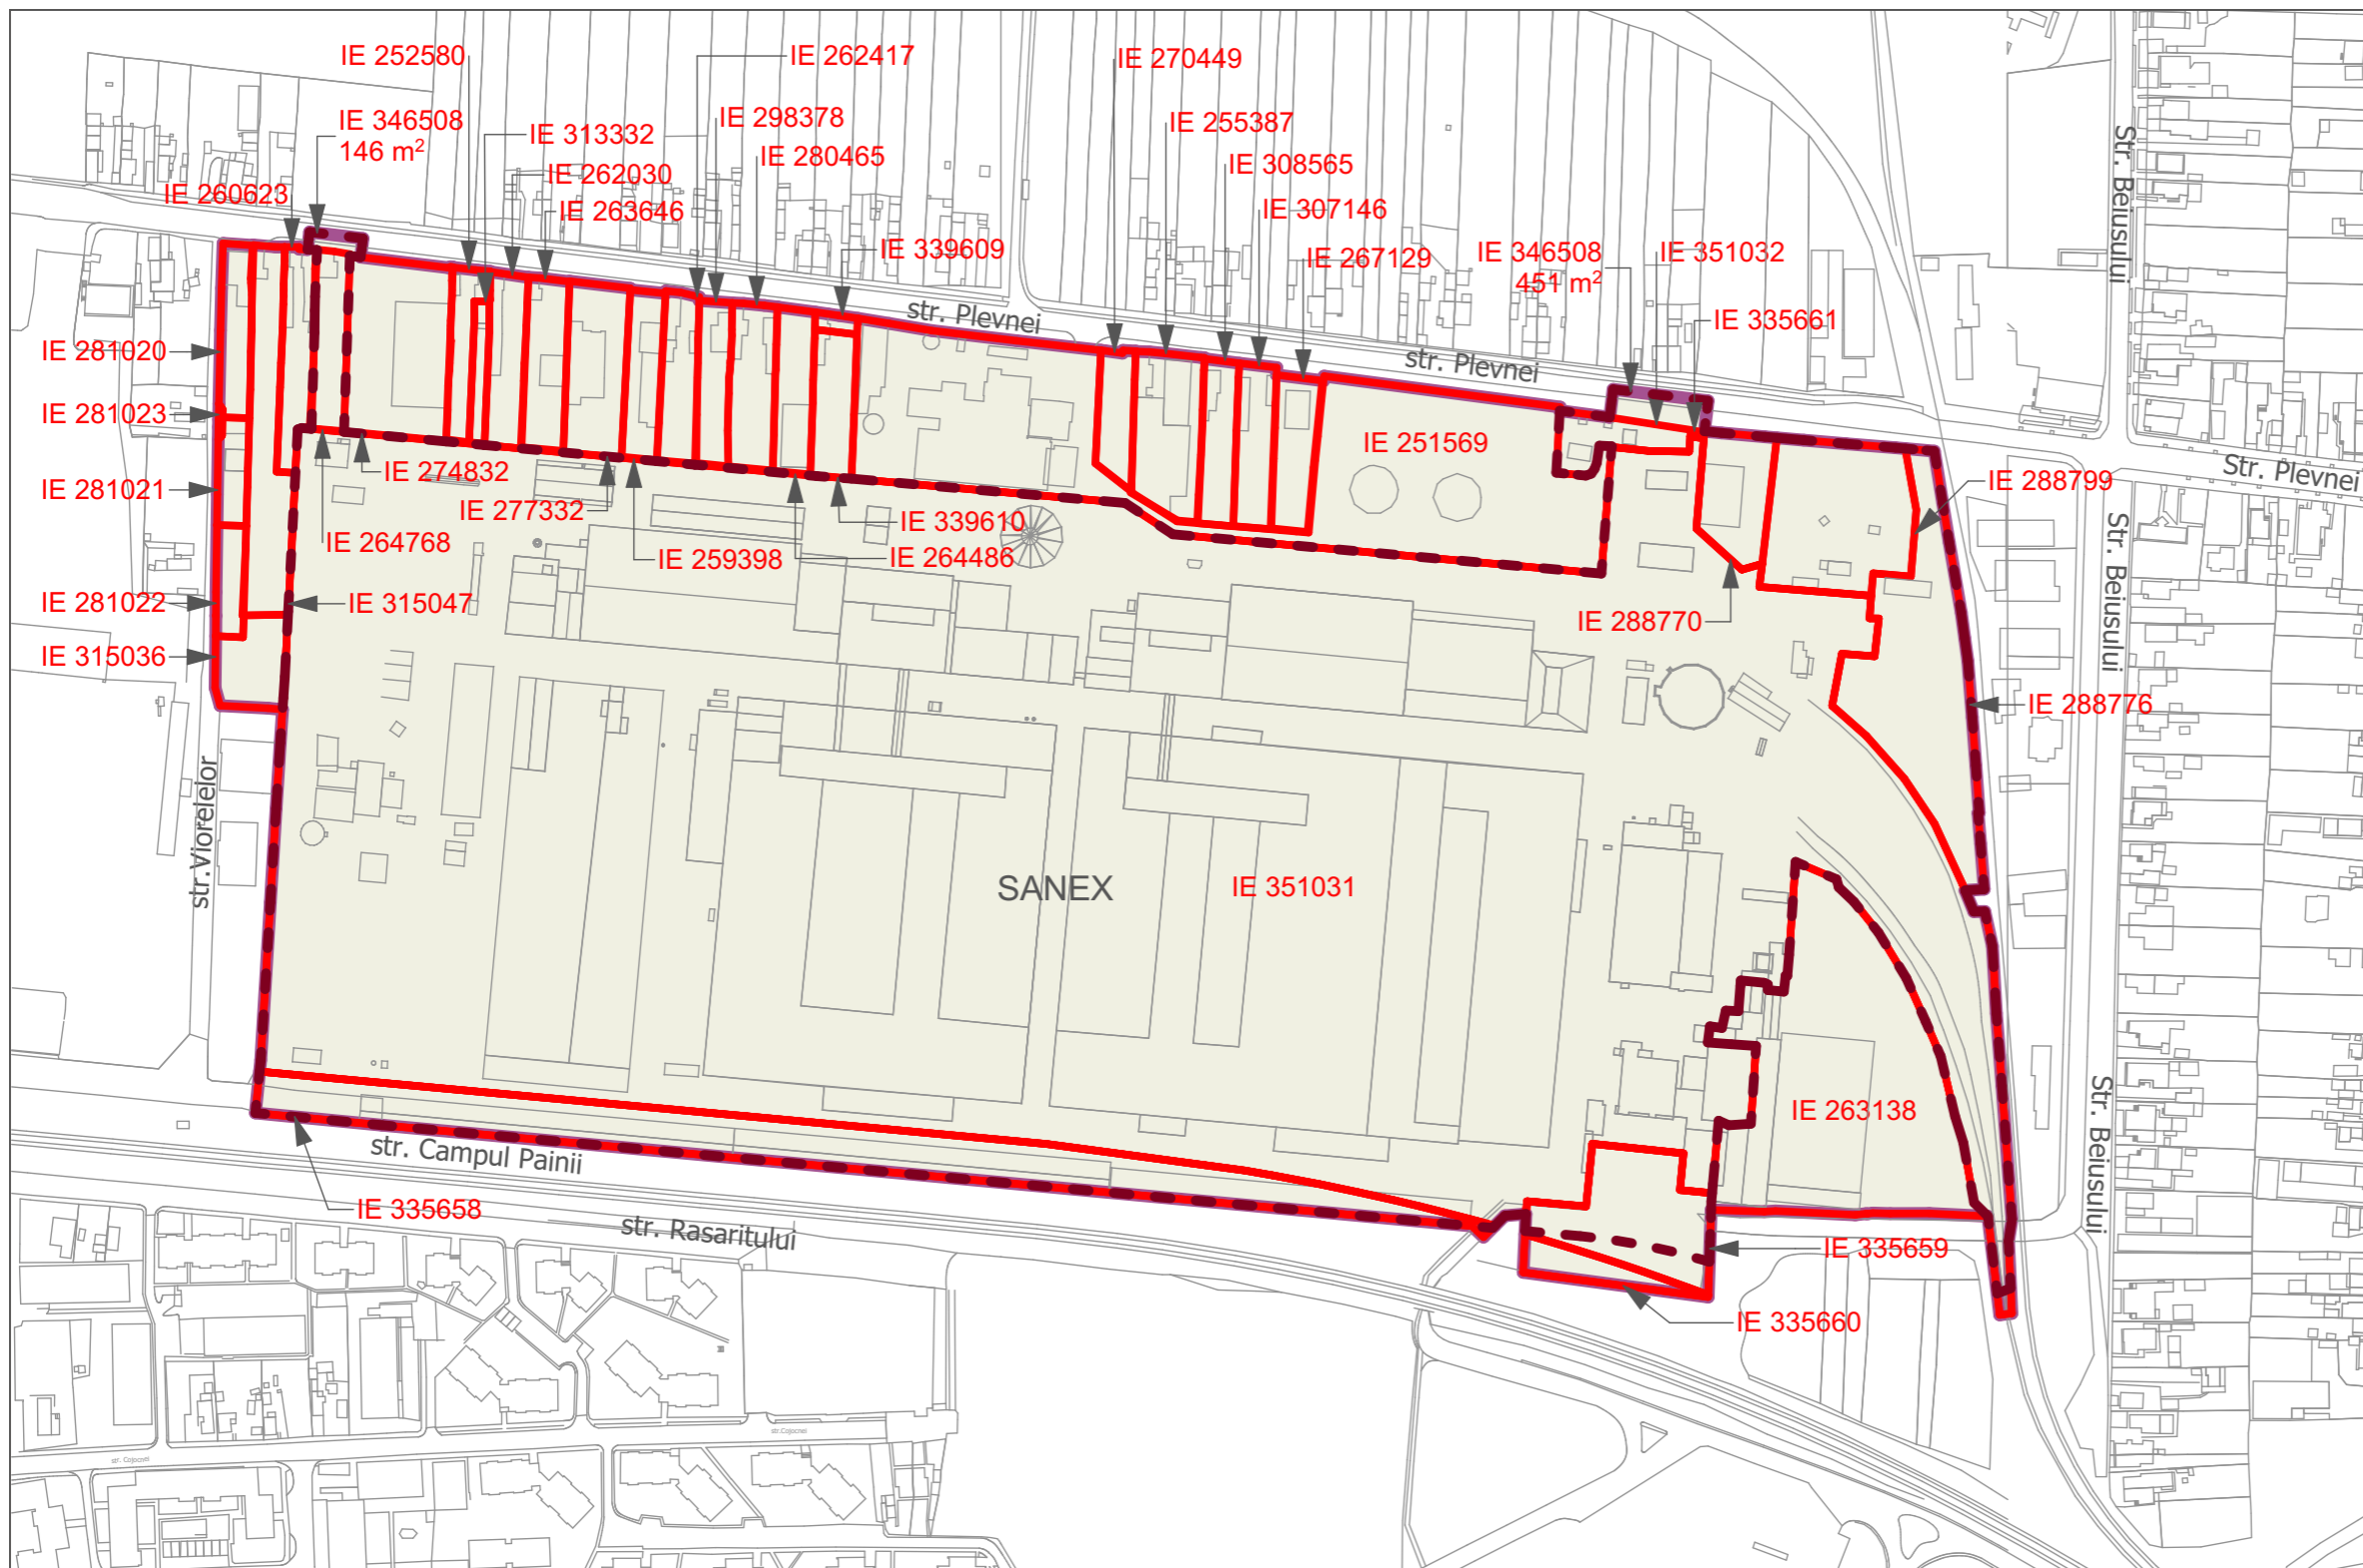 IE 252580
IE 262417
IE 270449
IE 346508
146 m²
IE 313332
IE 298378
IE 255387
IE 280465
IE 308565
IE 262030
IE 260623
IE 263646
IE 307146
IE 339609
IE 267129
IE 346508
451 m²
IE 351032
str. Plevnei
IE 335661
str. Plevnei
Str. Beiusului
IE 281020
IE 281023
IE 251569
IE 274832
Str. Plevnei
IE 281021
IE 277332
IE 288799
IE 339610
IE 264768
IE 259398
IE 264486
IE 281022
IE 315047
IE 288770
Str. Beiusului
IE 315036
IE 288776
str. Viorelelor
SANEX
IE 351031
IE 263138
str. Campul Painii
Str. Beiusului
IE 335658
str. Rasaritului
IE 335659
IE 335660
str.Cojocnei
str. Cojocnei